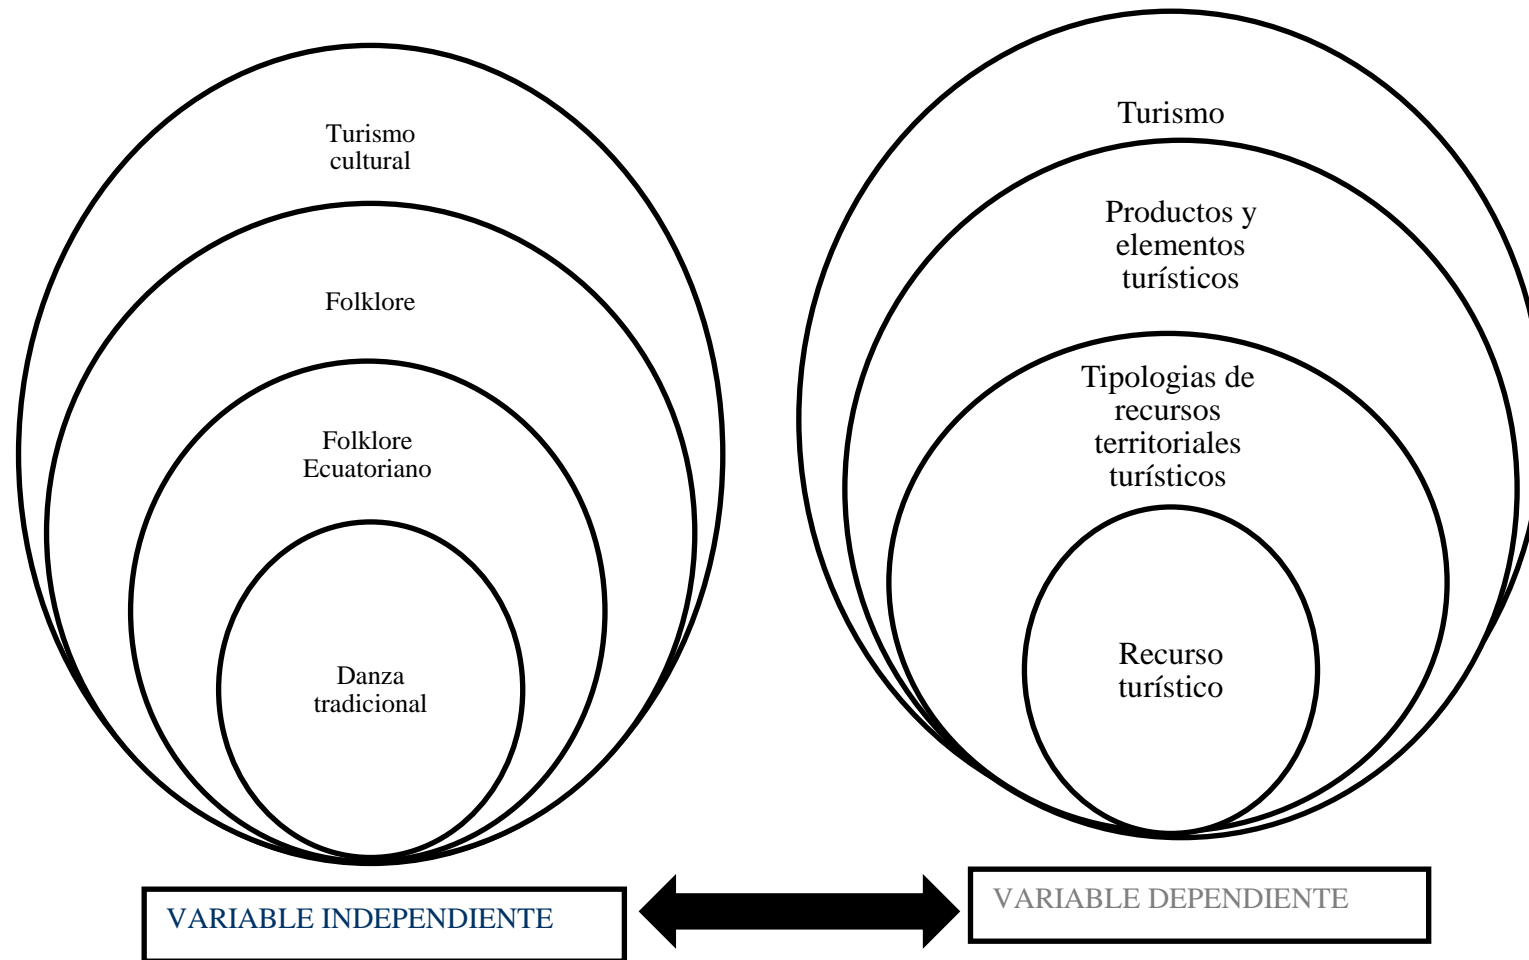 Turismo
cultural
Folklore
Folklore
Ecuatoriano
Danza
tradicional
VARIABLE INDEPENDIENTE
Turismo
Productos y
elementos
turísticos
Tipologias de
recursos
territoriales
turísticos
Recurso
turístico
VARIABLE DEPENDIENTE